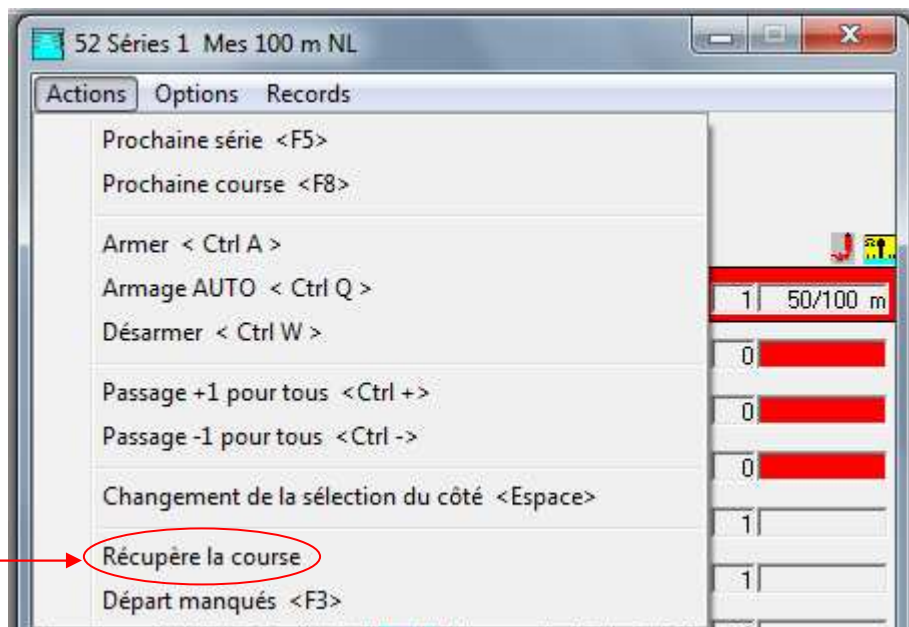 52 Séries 1 Mes 100 m NL
Actions Options Records
Prochaine série <F5>
Prochaine course <F8>
Armer < Ctrl A >
Armage AUTO < Ctrl Q >
1 50/100 m
Désarmer < Ctrl W >
0
Passage +1 pour tous <Ctrl +>
0
Passage -1 pour tous <Ctrl ->
0
Changement de la sélection du côté <Espace>
1
Récupère la course
1
Départ manqués <F3>